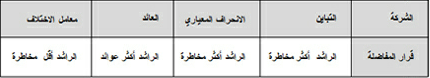 الشركة التباين الانحراف المعياري العائد معامل الاختلاف
قرار المفاضلة الراشد أكثر مخاطرة الراشد أكثر مخاطرة الراشد أكثر عوائد الراشد أقل مخاطرة